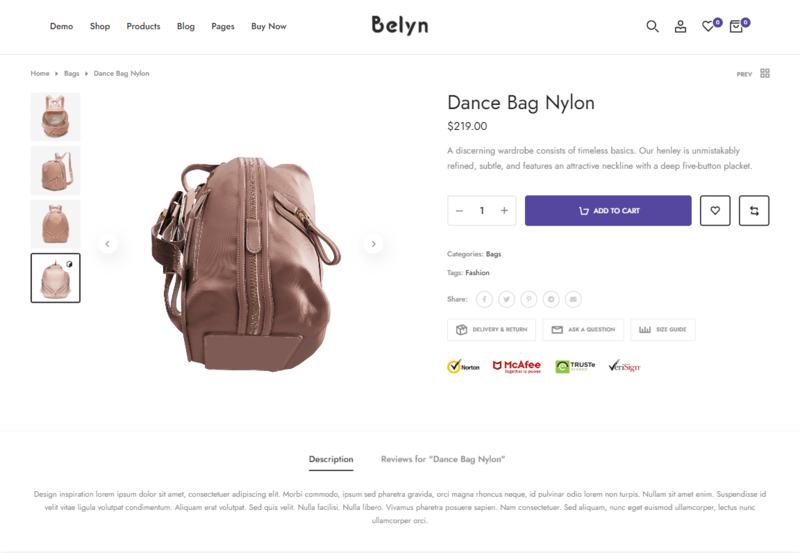 Demo Shop Products Blog Pages Buy Now
Belyn
0 0
Home Bags Dance Bag Nylon
PREV
Dance Bag Nylon
$219.00
A discerning wardrobe consists of timeless basics. Our henley is unmistakably
refined, subtle, and features an attractive neckline with a deep five-button placket.
− 1 +
ADD TO CART
Categories: Bags
Tags: Fashion
Share:
DELIVERY & RETURN ASK A QUESTION SIZE GUIDE
Norton McAfee Together is power. TRUSTe VeriSign
Description Reviews for "Dance Bag Nylon"
Design inspiration lorem ipsum dolor sit amet, consectetuer adipiscing elit. Morbi commodo, ipsum sed pharetra gravida, orci magna rhoncus neque, id pulvinar odio lorem non turpis. Nullam sit amet enim. Suspendisse id
velit vitae ligula volutpat condimentum. Aliquam erat volutpat. Sed quis velit. Nulla facilisi. Nulla libero. Vivamus pharetra posuere sapien. Nam consectetuer. Sed aliquam, nunc eget euismod ullamcorper, lectus nunc
ullamcorper orci.